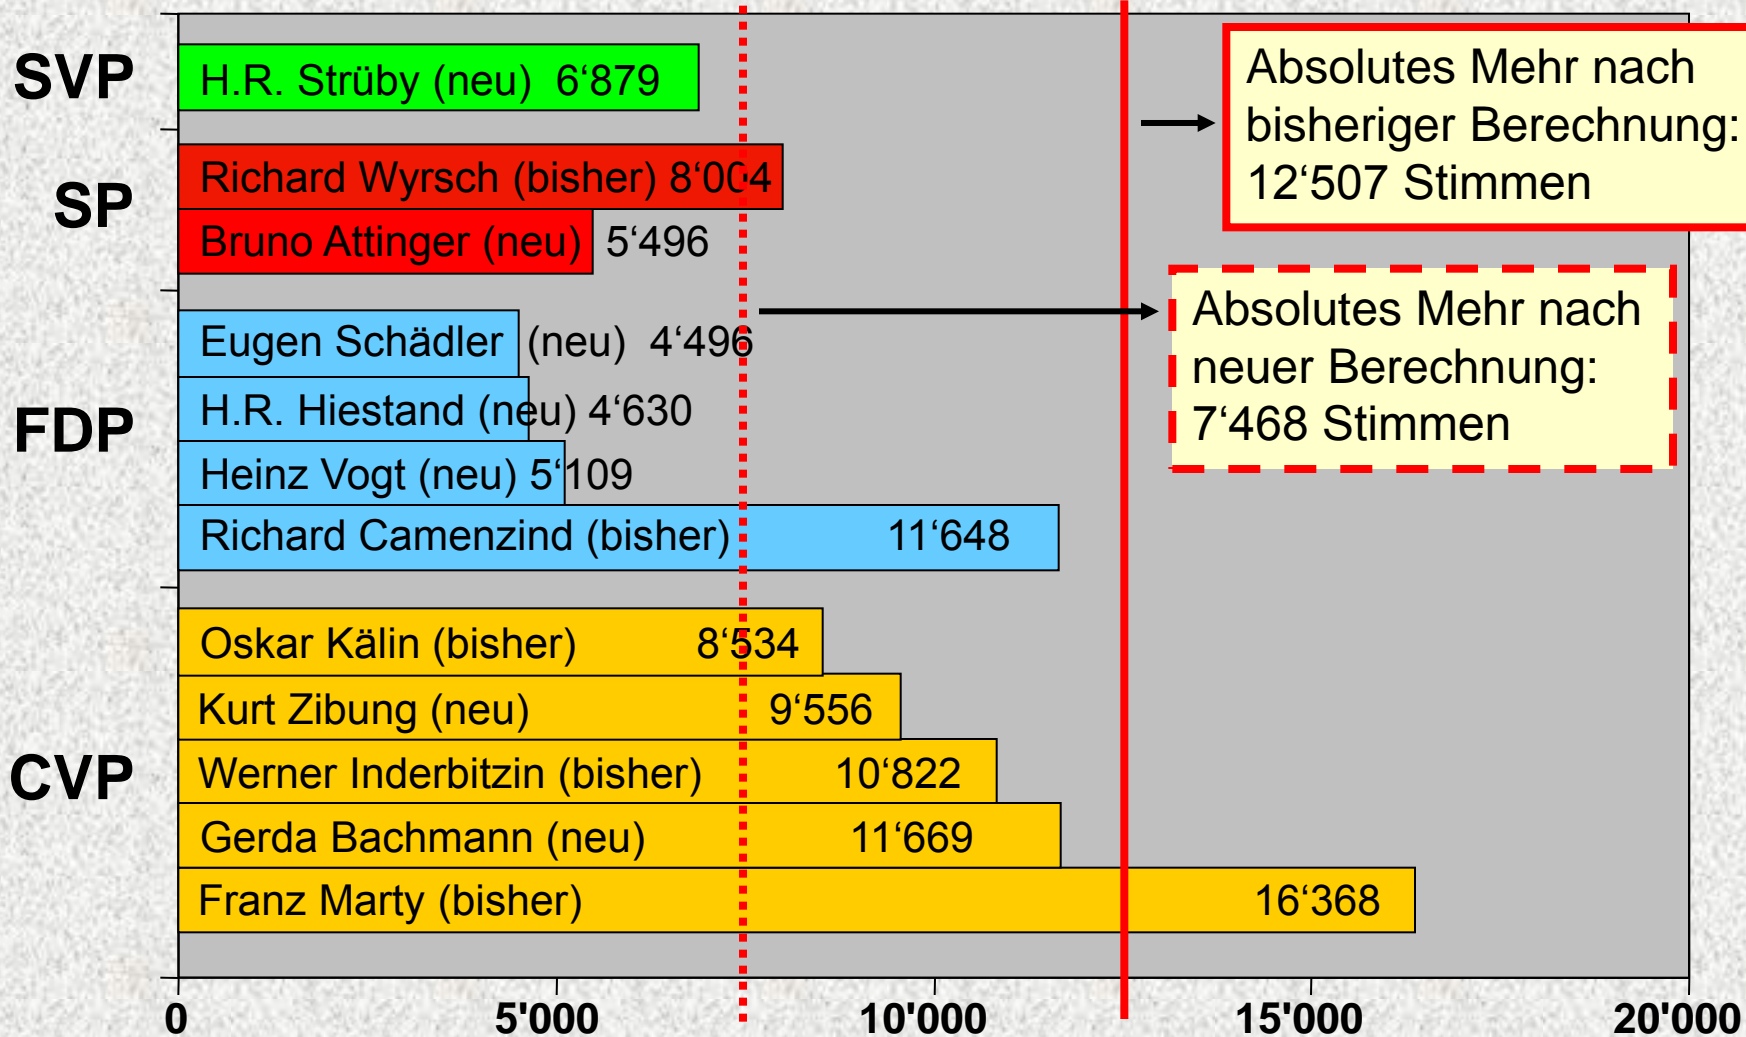 SVP
H.R. Strüby (neu) 6‘879
SP
Richard Wyrsch (bisher) 8‘004
Bruno Attinger (neu) 5‘496
FDP
Eugen Schädler (neu) 4‘496
H.R. Hiestand (neu) 4‘630
Heinz Vogt (neu) 5‘109
Richard Camenzind (bisher) 11‘648
CVP
Oskar Kälin (bisher) 8‘534
Kurt Zibung (neu) 9‘556
Werner Inderbitzin (bisher) 10‘822
Gerda Bachmann (neu) 11‘669
Franz Marty (bisher) 16‘368
Absolutes Mehr nach
bisheriger Berechnung:
12‘507 Stimmen
Absolutes Mehr nach
neuer Berechnung:
7‘468 Stimmen
0 5'000 10'000 15'000 20'000